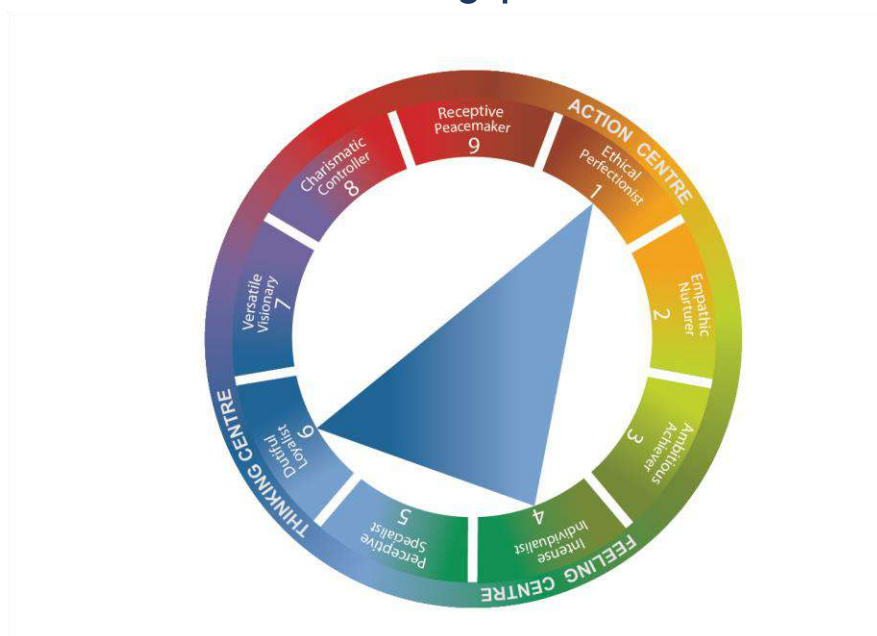 Receptive
Peacemaker
9
ACTION CENTRE
Ethical
Perfectionist
1
Empathic
Nurturer
2
Ambitious
Achiever
3
FEELING CENTRE
Intense
Individualist
4
Perceptive
Specialist
5
THINKING CENTRE
Dutiful
Loyalist
6
Versatile
Visionary
7
Charismatic
Controller
8